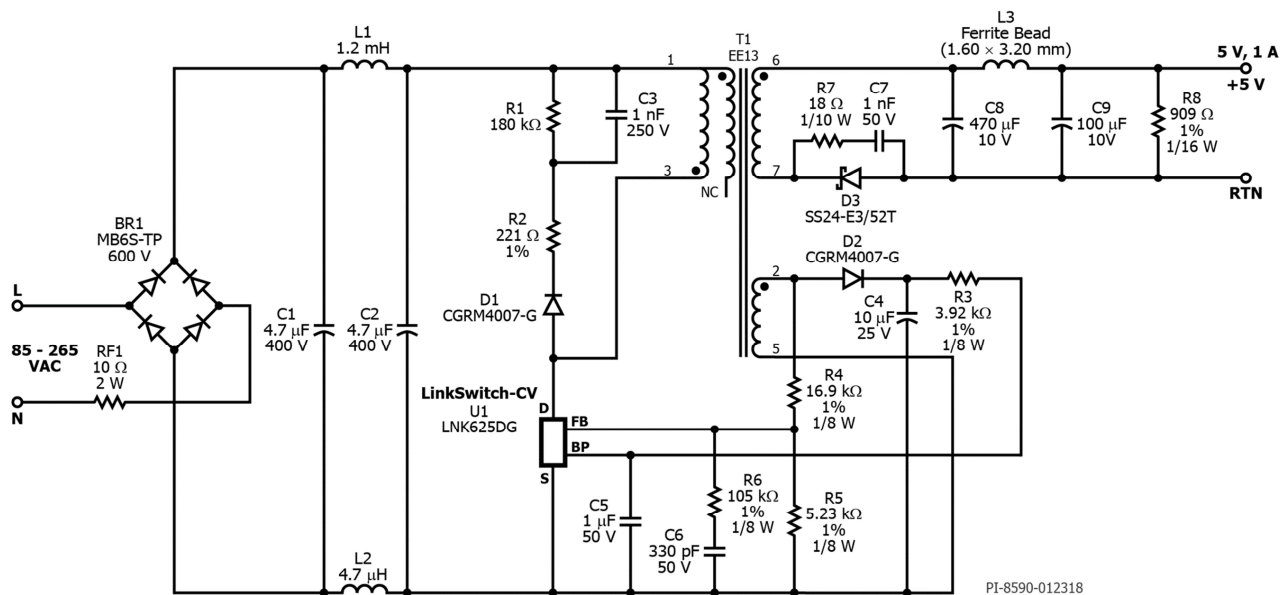 L1
1.2 mH
T1
EE13
L3
Ferrite Bead
(1.60 × 3.20 mm)
5 V, 1 A
+5 V
1
6
R1
180 kΩ
C3
1 nF
250 V
R7
18 Ω
1/10 W
C7
1 nF
50 V
C8
470 μF
10 V
C9
100 μF
10V
R8
909 Ω
1%
1/16 W
3
NC
7
D3
SS24-E3/52T
RTN
BR1
MB6S-TP
600 V
R2
221 Ω
1%
D2
CGRM4007-G
2
L
D1
CGRM4007-G
C1
4.7 μF
400 V
C2
4.7 μF
400 V
C4
10 μF
25 V
R3
3.92 kΩ
1%
1/8 W
85 - 265
VAC
RF1
10 Ω
2 W
5
N
LinkSwitch-CV
U1
LNK625DG
D
FB
BP
S
R4
16.9 kΩ
1%
1/8 W
R6
105 kΩ
1%
1/8 W
R5
5.23 kΩ
1%
1/8 W
C5
1 μF
50 V
C6
330 pF
50 V
L2
4.7 μH
PI-8590-012318